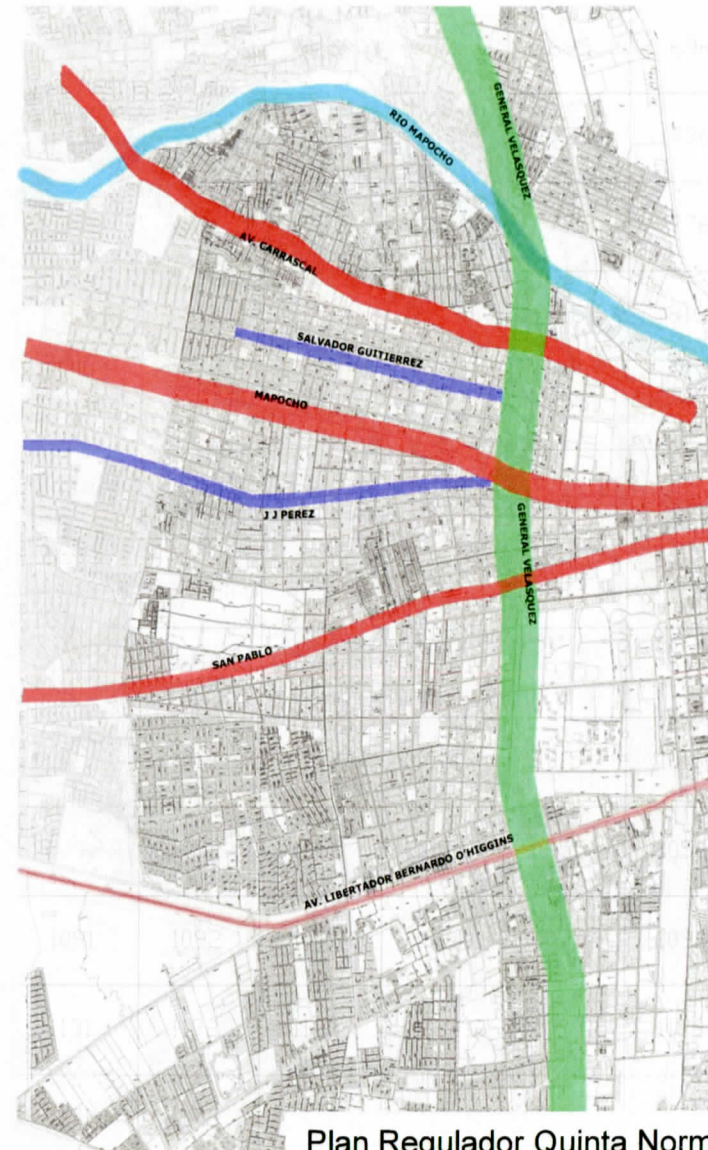 GENERAL VELASQUEZ
RIO MAPOCHO
AV. CARRASCAL
SALVADOR GUITIERREZ
MAPOCHO
J J PEREZ
GENERAL VELASQUEZ
SAN PABLO
AV. LIBERTADOR BERNARDO O'HIGGINS
Plan Regulador Quinta Norm